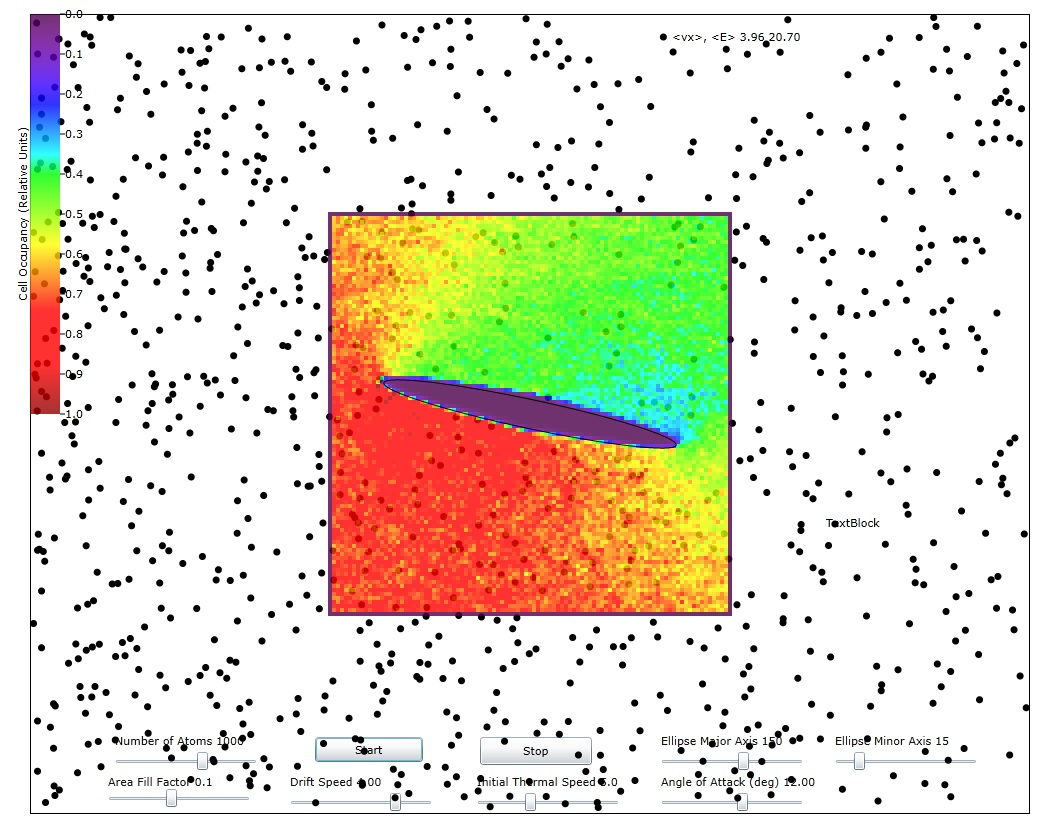 0.0
<vx>, <E> 3.96,20.70
0.1
0.2
0.3
0.4
0.5
0.6
0.7
0.8
0.9
1.0
Cell Occupancy (Relative Units)
TextBlock
Number of Atoms 1000
Start
Stop
Ellipse Major Axis 150
Ellipse Minor Axis 15
Area Fill Factor 0.1
Drift Speed 4.00
Initial Thermal Speed 5.0
Angle of Attack (deg) 12.00